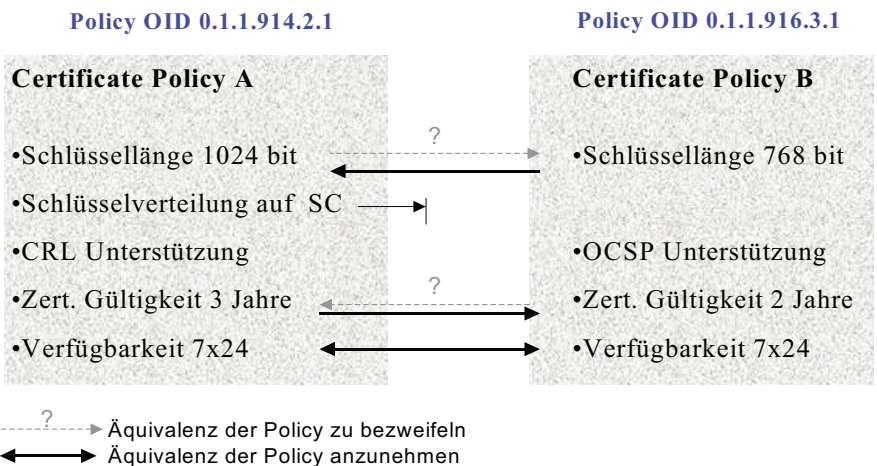 Policy OID 0.1.1.914.2.1 Policy OID 0.1.1.916.3.1
Certificate Policy A Certificate Policy B
•Schlüssellänge 1024 bit ? •Schlüssellänge 768 bit
•Schlüsselverteilung auf SC
•CRL Unterstützung •OCSP Unterstützung
•Zert. Gültigkeit 3 Jahre ? •Zert. Gültigkeit 2 Jahre
•Verfügbarkeit 7x24 •Verfügbarkeit 7x24
? Äquivalenz der Policy zu bezweifeln
Äquivalenz der Policy anzunehmen